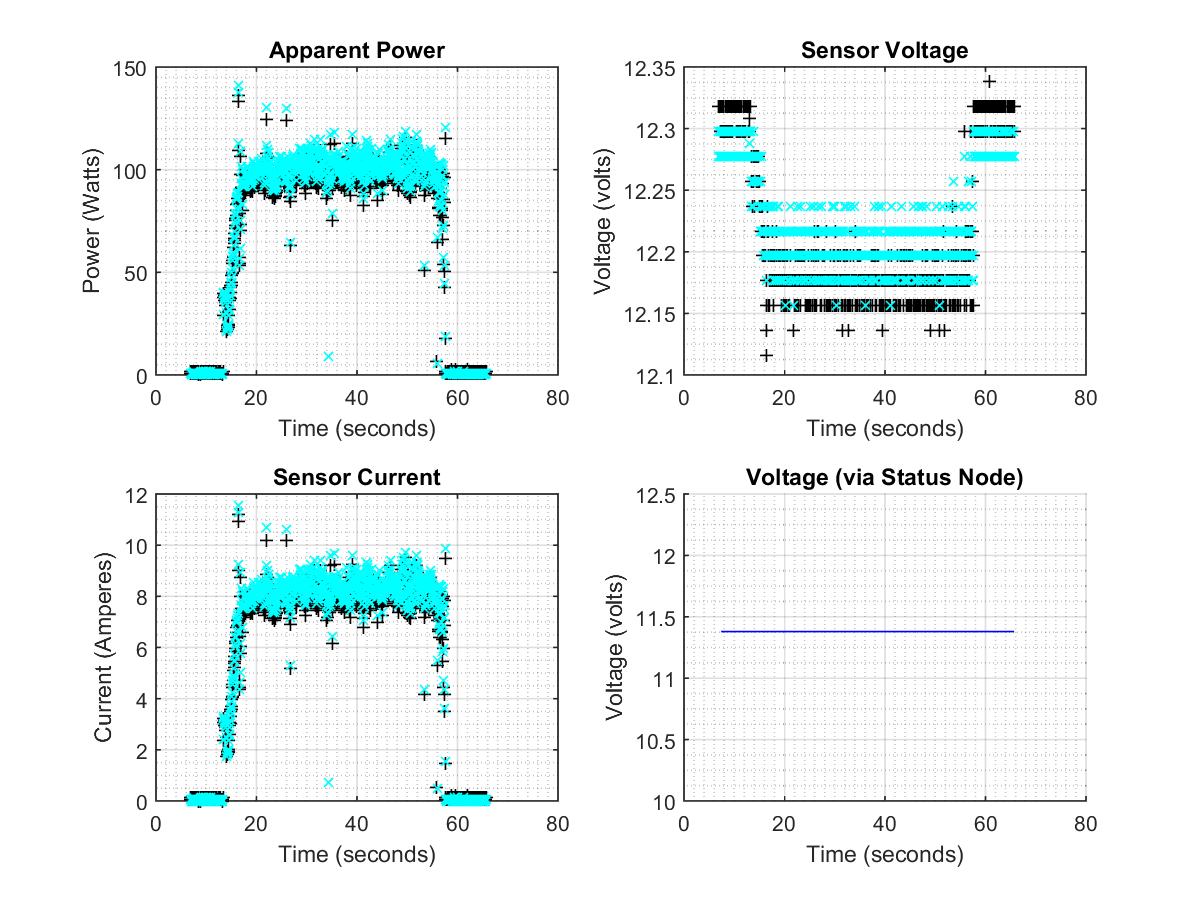 Apparent Power
150
100
50
0
0 20 40 60 80
Power (Watts)
Time (seconds)
Sensor Voltage
12.35
12.3
12.25
12.2
12.15
12.1
0 20 40 60 80
Voltage (volts)
Time (seconds)
Sensor Current
12
10
8
6
4
2
0
0 20 40 60 80
Current (Amperes)
Time (seconds)
Voltage (via Status Node)
12.5
12
11.5
11
10.5
10
0 20 40 60 80
Voltage (volts)
Time (seconds)